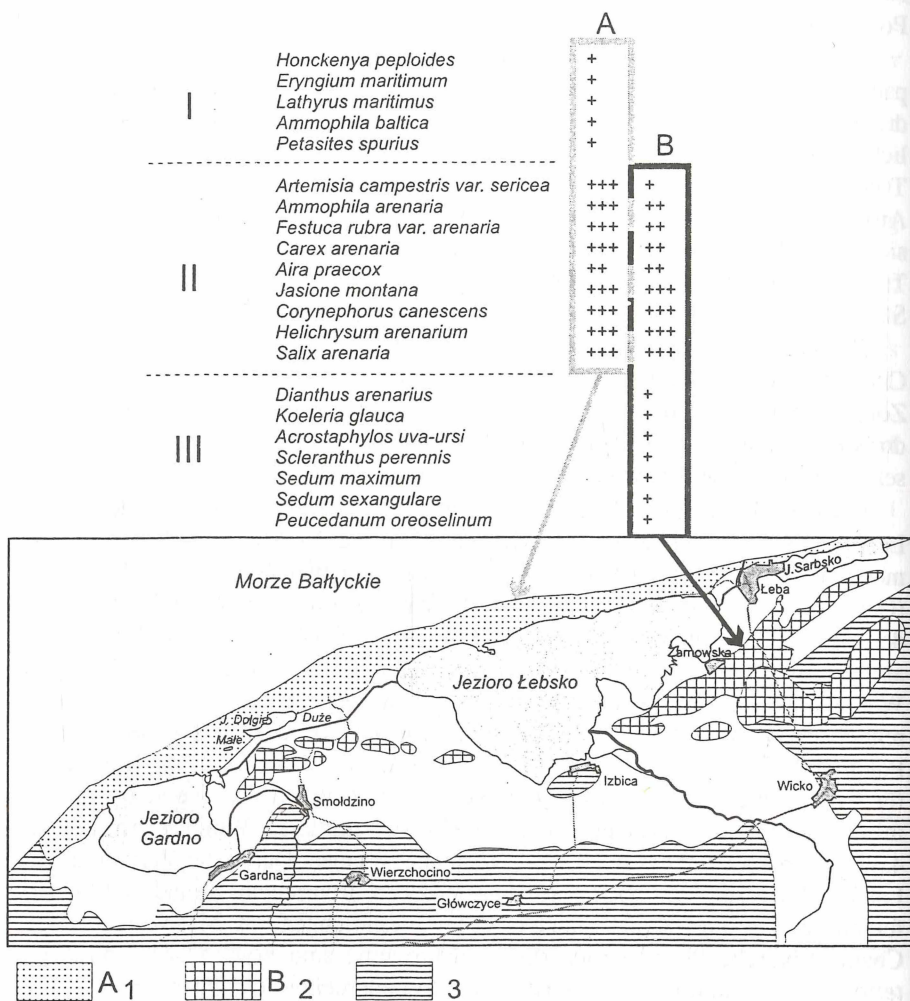 A
Honckenya peploides +
Eryngium maritimum +
I Lathyrus maritimus +
Ammophila baltica +
Petasites spurius +
B
Artemisia campestris var. sericea +++ +
Ammophila arenaria +++ ++
Festuca rubra var. arenaria +++ ++
Carex arenaria +++ ++
II Aira praecox ++ ++
Jasione montana +++ +++
Corynephorus canescens +++ +++
Helichrysum arenarium +++ +++
Salix arenaria +++ +++
Dianthus arenarius +
Koeleria glauca +
Acrostaphylos uva-ursi +
III Scleranthus perennis +
Sedum maximum +
Sedum sexangulare +
Peucedanum oreoselinum +
Morze Bałtyckie
J. Sarbsko
Łeba
Żarnowska
Jezioro Łebsko
J. Dołgie Duże
Małe
Izbica
Wicko
Smołdzino
Jezioro
Gardno
Gardna
Wierzchocino
Główczyce
A 1 B 2 3